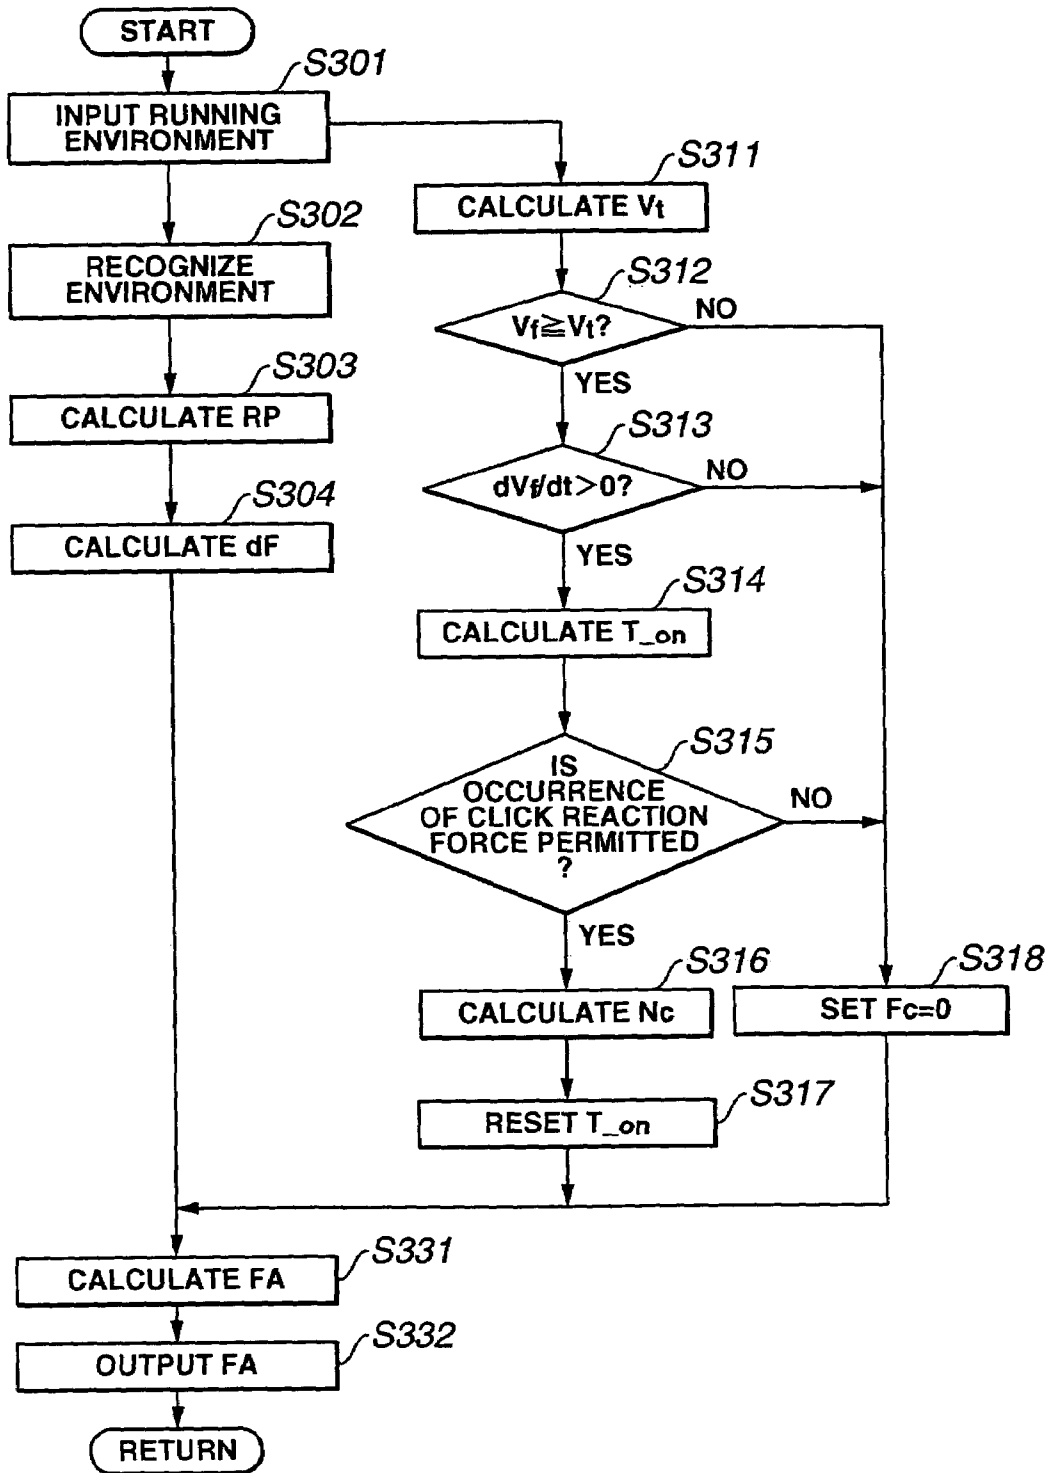 START
S301
INPUT RUNNING
ENVIRONMENT
S302
RECOGNIZE
ENVIRONMENT
S303
CALCULATE RP
S304
CALCULATE dF
S311
CALCULATE Vt
S312
Vf≧Vt?
NO
YES
S313
dVf/dt>0?
NO
YES
S314
CALCULATE T_on
S315
IS
OCCURRENCE
OF CLICK REACTION
FORCE PERMITTED
?
NO
YES
S316
CALCULATE Nc
S317
RESET T_on
S318
SET Fc=0
S331
CALCULATE FA
S332
OUTPUT FA
RETURN